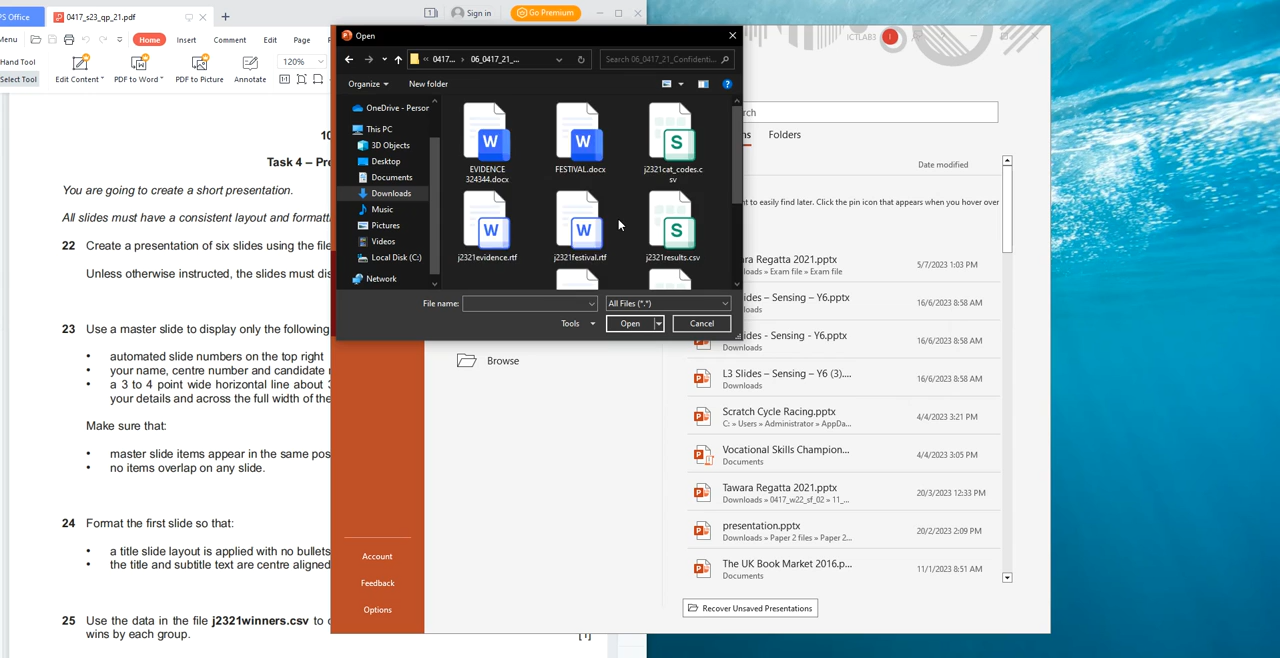 PS Office
0417_s23_qp_21.pdf
Sign in
Go Premium
Menu
Home
Insert
Comment
Edit
Page
Hand Tool
Select Tool
Edit Content
PDF to Word
PDF to Picture
Annotate
120%
10
Task 4 – Pre
You are going to create a short presentation.
All slides must have a consistent layout and formatti
22 Create a presentation of six slides using the file
Unless otherwise instructed, the slides must dis
23 Use a master slide to display only the following
• automated slide numbers on the top right
• your name, centre number and candidate n
• a 3 to 4 point wide horizontal line about 3
your details and across the full width of the
Make sure that:
• master slide items appear in the same pos
• no items overlap on any slide.
24 Format the first slide so that:
• a title slide layout is applied with no bullets
• the title and subtitle text are centre aligned
25 Use the data in the file j2321winners.csv to c
wins by each group.
[1]
Open
« 0417... › 06_0417_21_...
Search 06_0417_21_Confidenti...
Organize
New folder
OneDrive - Person
This PC
3D Objects
Desktop
Documents
Downloads
Music
Pictures
Videos
Local Disk (C:)
Network
EVIDENCE
324344.docx
FESTIVAL.docx
j2321cat_codes.c
sv
j2321evidence.rtf
j2321festival.rtf
j2321results.csv
File name:
All Files (*.*)
Tools
Open
Cancel
ICTLAB3
I
rch
ns
Folders
Date modified
nt to easily find later. Click the pin icon that appears when you hover over
ara Regatta 2021.pptx
loads » Exam file » Exam file
5/7/2023 1:03 PM
ides – Sensing – Y6.pptx
loads
16/6/2023 8:58 AM
ides - Sensing - Y6.pptx
Downloads
16/6/2023 8:58 AM
L3 Slides – Sensing – Y6 (3)....
Downloads
16/6/2023 8:58 AM
Scratch Cycle Racing.pptx
C: » Users » Administrator » AppDa...
4/4/2023 3:21 PM
Vocational Skills Champion...
Documents
4/4/2023 3:05 PM
Tawara Regatta 2021.pptx
Downloads » 0417_w22_sf_02 » 11_...
20/3/2023 12:33 PM
presentation.pptx
Downloads » Paper 2 files » Paper 2...
20/2/2023 2:09 PM
The UK Book Market 2016.p...
Documents
11/1/2023 8:51 AM
Browse
Account
Feedback
Options
Recover Unsaved Presentations